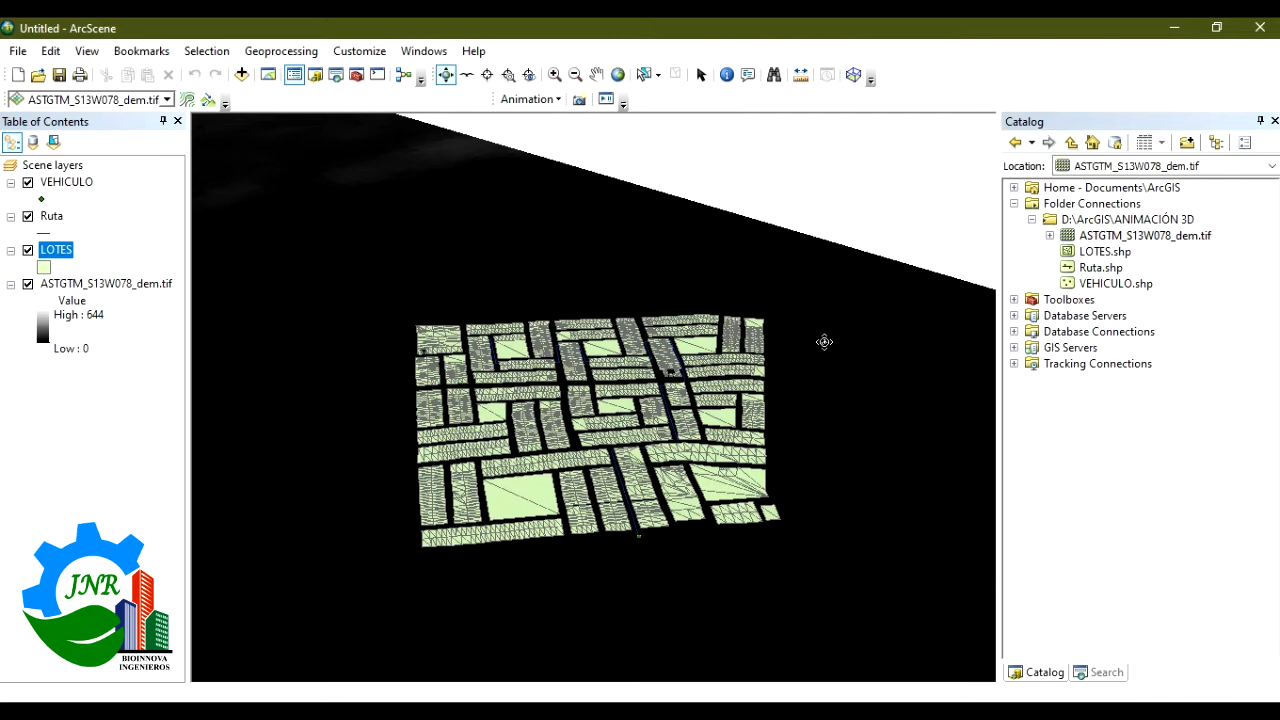 Untitled - ArcScene
File Edit View Bookmarks Selection Geoprocessing Customize Windows Help
ASTGTM_S13W078_dem.tif
Animation
Table of Contents
Scene layers
VEHICULO
Ruta
LOTES
ASTGTM_S13W078_dem.tif
Value
High : 644
Low : 0
JNR
BIOINNOVA
INGENIEROS
Catalog
Location: ASTGTM_S13W078_dem.tif
Home - Documents\ArcGIS
Folder Connections
D:\ArcGIS\ANIMACIÓN 3D
ASTGTM_S13W078_dem.tif
LOTES.shp
Ruta.shp
VEHICULO.shp
Toolboxes
Database Servers
Database Connections
GIS Servers
Tracking Connections
Catalog Search